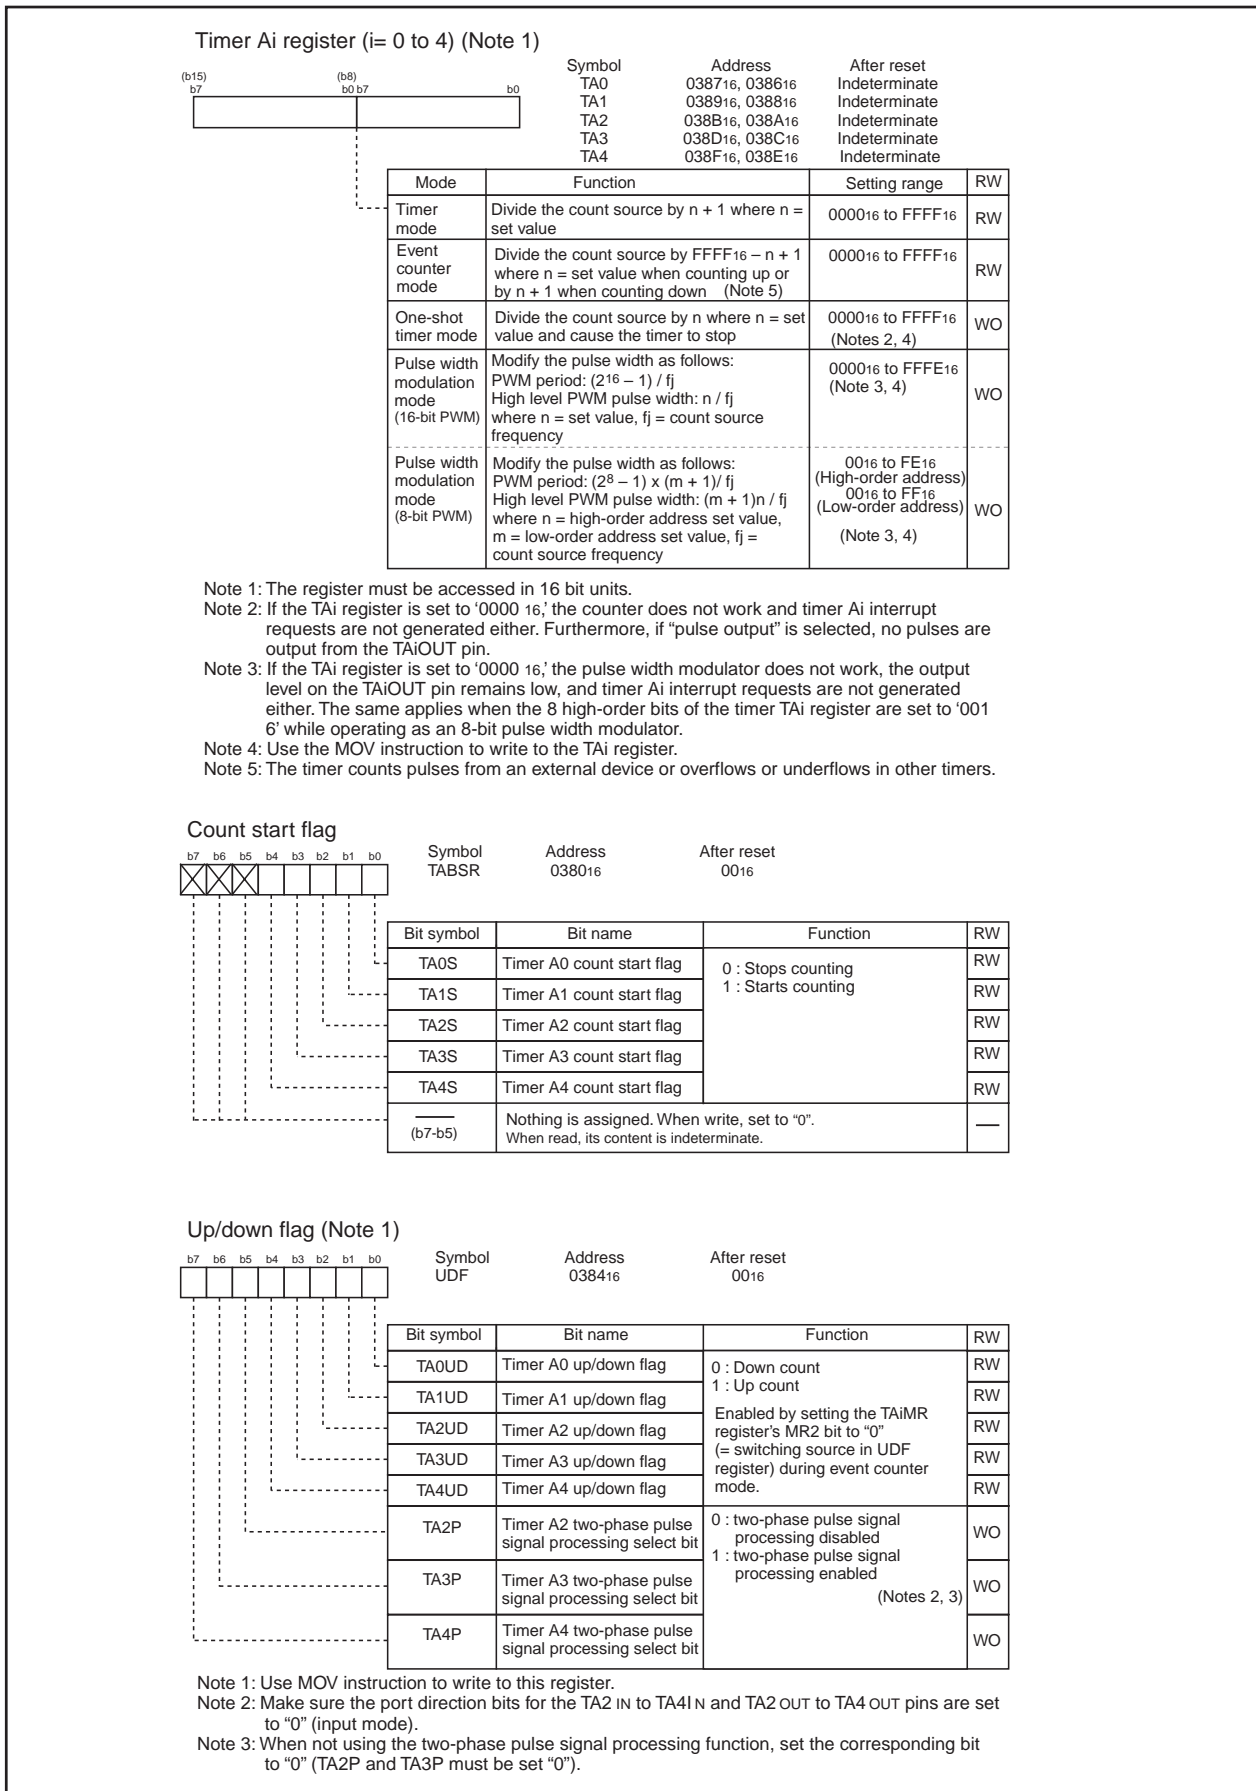 Timer Ai register (i= 0 to 4) (Note 1)
(b15) (b8)
b7 b0 b7 b0
Symbol Address After reset
TA0 038716, 038616 Indeterminate
TA1 038916, 038816 Indeterminate
TA2 038B16, 038A16 Indeterminate
TA3 038D16, 038C16 Indeterminate
TA4 038F16, 038E16 Indeterminate
Mode Function Setting range RW
Timer mode
Divide the count source by n + 1 where n =
set value
000016 to FFFF16 RW
Event
counter
mode
Divide the count source by FFFF16 – n + 1
where n = set value when counting up or
by n + 1 when counting down (Note 5)
000016 to FFFF16
RW
One-shot
timer mode
Divide the count source by n where n = set
value and cause the timer to stop
000016 to FFFF16
(Notes 2, 4)
WO
Pulse width
modulation
mode
(16-bit PWM)
Modify the pulse width as follows:
PWM period: (216 – 1) / fj
High level PWM pulse width: n / fj
where n = set value, fj = count source
frequency
000016 to FFFE16
(Note 3, 4)
WO
Pulse width
modulation
mode
(8-bit PWM)
Modify the pulse width as follows:
PWM period: (28 – 1) x (m + 1)/ fj
High level PWM pulse width: (m + 1)n / fj
where n = high-order address set value,
m = low-order address set value, fj =
count source frequency
0016 to FE16
(High-order address)
0016 to FF16
(Low-order address)
(Note 3, 4)
WO
Note 1: The register must be accessed in 16 bit units.
Note 2: If the TAi register is set to ‘0000 16,’ the counter does not work and timer Ai interrupt
requests are not generated either. Furthermore, if “pulse output” is selected, no pulses are
output from the TAiOUT pin.
Note 3: If the TAi register is set to ‘0000 16,’ the pulse width modulator does not work, the output
level on the TAiOUT pin remains low, and timer Ai interrupt requests are not generated
either. The same applies when the 8 high-order bits of the timer TAi register are set to ‘001
6’ while operating as an 8-bit pulse width modulator.
Note 4: Use the MOV instruction to write to the TAi register.
Note 5: The timer counts pulses from an external device or overflows or underflows in other timers.
Count start flag
b7 b6 b5 b4 b3 b2 b1 b0
Symbol Address After reset
TABSR 038016 0016
Bit symbol Bit name Function RW
TA0S Timer A0 count start flag RW
0 : Stops counting
1 : Starts counting
TA1S Timer A1 count start flag RW
TA2S Timer A2 count start flag RW
TA3S Timer A3 count start flag RW
TA4S Timer A4 count start flag RW
(b7-b5)
Nothing is assigned. When write, set to “0”.
When read, its content is indeterminate.
—
Up/down flag (Note 1)
b7 b6 b5 b4 b3 b2 b1 b0
Symbol Address After reset
UDF 038416 0016
Bit symbol Bit name Function RW
TA0UD Timer A0 up/down flag RW
TA1UD Timer A1 up/down flag RW
TA2UD Timer A2 up/down flag RW
TA3UD Timer A3 up/down flag RW
TA4UD Timer A4 up/down flag RW
0 : Down count
1 : Up count
Enabled by setting the TAiMR
register’s MR2 bit to “0”
(= switching source in UDF
register) during event counter
mode.
TA2P
Timer A2 two-phase pulse
signal processing select bit
WO
TA3P
Timer A3 two-phase pulse
signal processing select bit
WO
TA4P
Timer A4 two-phase pulse
signal processing select bit
WO
0 : two-phase pulse signal
processing disabled
1 : two-phase pulse signal
processing enabled
(Notes 2, 3)
Note 1: Use MOV instruction to write to this register.
Note 2: Make sure the port direction bits for the TA2 IN to TA4I N and TA2 OUT to TA4 OUT pins are set
to “0” (input mode).
Note 3: When not using the two-phase pulse signal processing function, set the corresponding bit
to “0” (TA2P and TA3P must be set “0”).